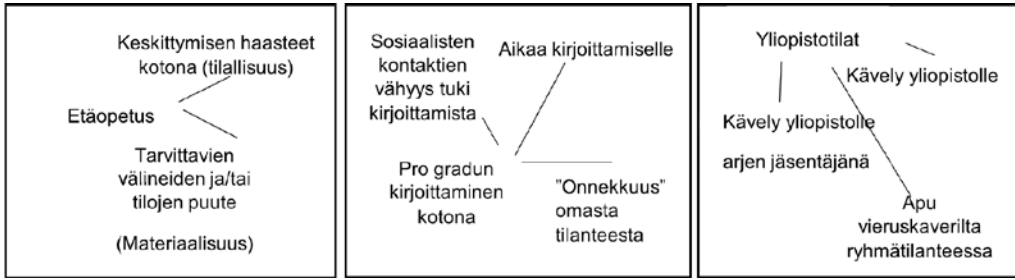 Keskittymisen haasteet
kotona (tilallisuus)
Etäopetus
Tarvittavien
välineiden ja/tai
tilojen puute
(Materiaalisuus)
Sosiaalisten
kontaktien
vähyys tuki
kirjoittamista
Aikaa kirjoittamiselle
Pro gradun
kirjoittaminen
kotona
"Onnekkuus"
omasta
tilanteesta
Yliopistotilat
Kävely yliopistolle
Kävely yliopistolle
arjen jäsentäjänä
Apu
vieruskaverilta
ryhmätilanteessa